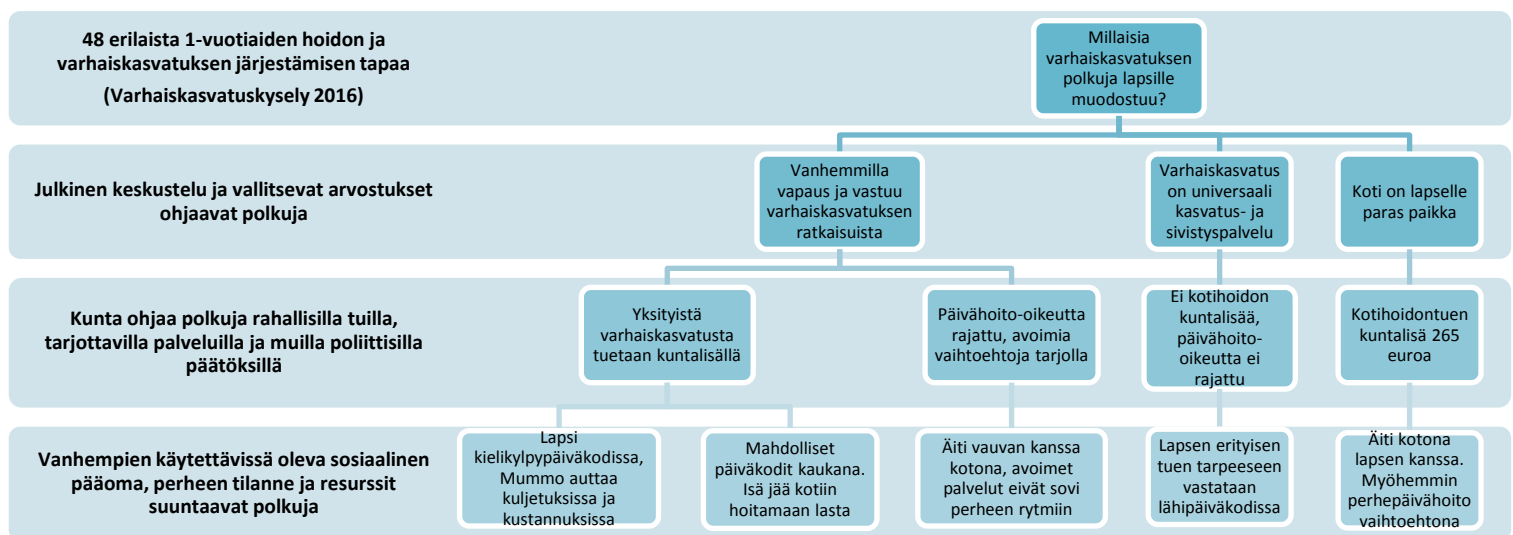 48 erilaista 1-vuotiaiden hoidon ja
varhaiskasvatuksen järjestämisen tapaa
(Varhaiskasvatuskysely 2016)
Millaisia
varhaiskasvatuksen
polkuja lapsille
muodostuu?
Julkinen keskustelu ja vallitsevat arvostukset
ohjaavat polkuja
Vanhemmilla
vapaus ja vastuu
varhaiskasvatuksen
ratkaisuista
Varhaiskasvatus
on universaali
kasvatus- ja
sivistyspalvelu
Koti on lapselle
paras paikka
Kunta ohjaa polkuja rahallisilla tuilla,
tarjottavilla palveluilla ja muilla poliittisilla
päätöksillä
Yksityistä
varhaiskasvatusta
tuetaan kuntalisällä
Päivähoito-oikeutta
rajattu, avoimia
vaihtoehtoja tarjolla
Ei kotihoidon
kuntalisää,
päivähoito-
oikeutta ei
rajattu
Kotihoidontuen
kuntalisä 265
euroa
Vanhempien käytettävissä oleva sosiaalinen
pääoma, perheen tilanne ja resurssit
suuntaavat polkuja
Lapsi
kielikylpypäiväkodissa,
Mummo auttaa
kuljetuksissa ja
kustannuksissa
Mahdolliset
päiväkodit kaukana.
Isä jää kotiin
hoitamaan lasta
Äiti vauvan kanssa
kotona, avoimet
palvelut eivät sovi
perheen rytmiin
Lapsen erityisen
tuen tarpeeseen
vastataan
lähipäiväkodissa
Äiti kotona
lapsen kanssa.
Myöhemmin
perhepäivähoito
vaihtoehtona